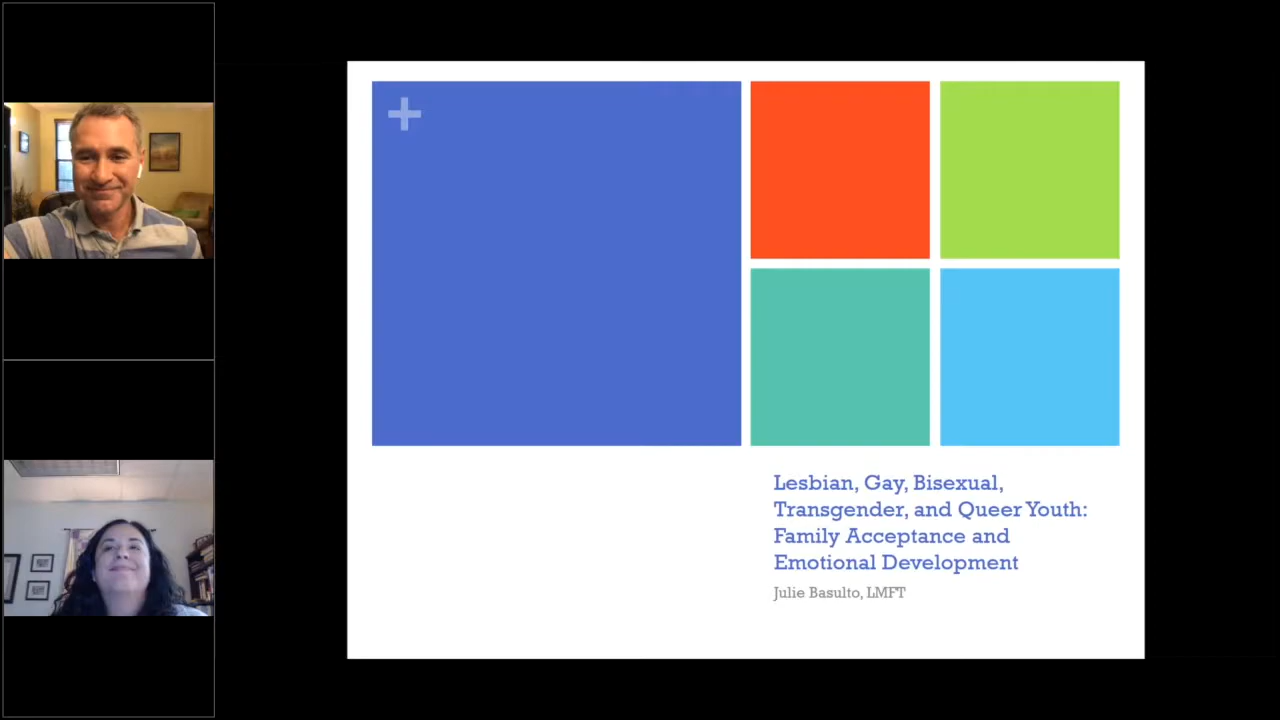 +
Lesbian, Gay, Bisexual,
Transgender, and Queer Youth:
Family Acceptance and
Emotional Development
Julie Basulto, LMFT